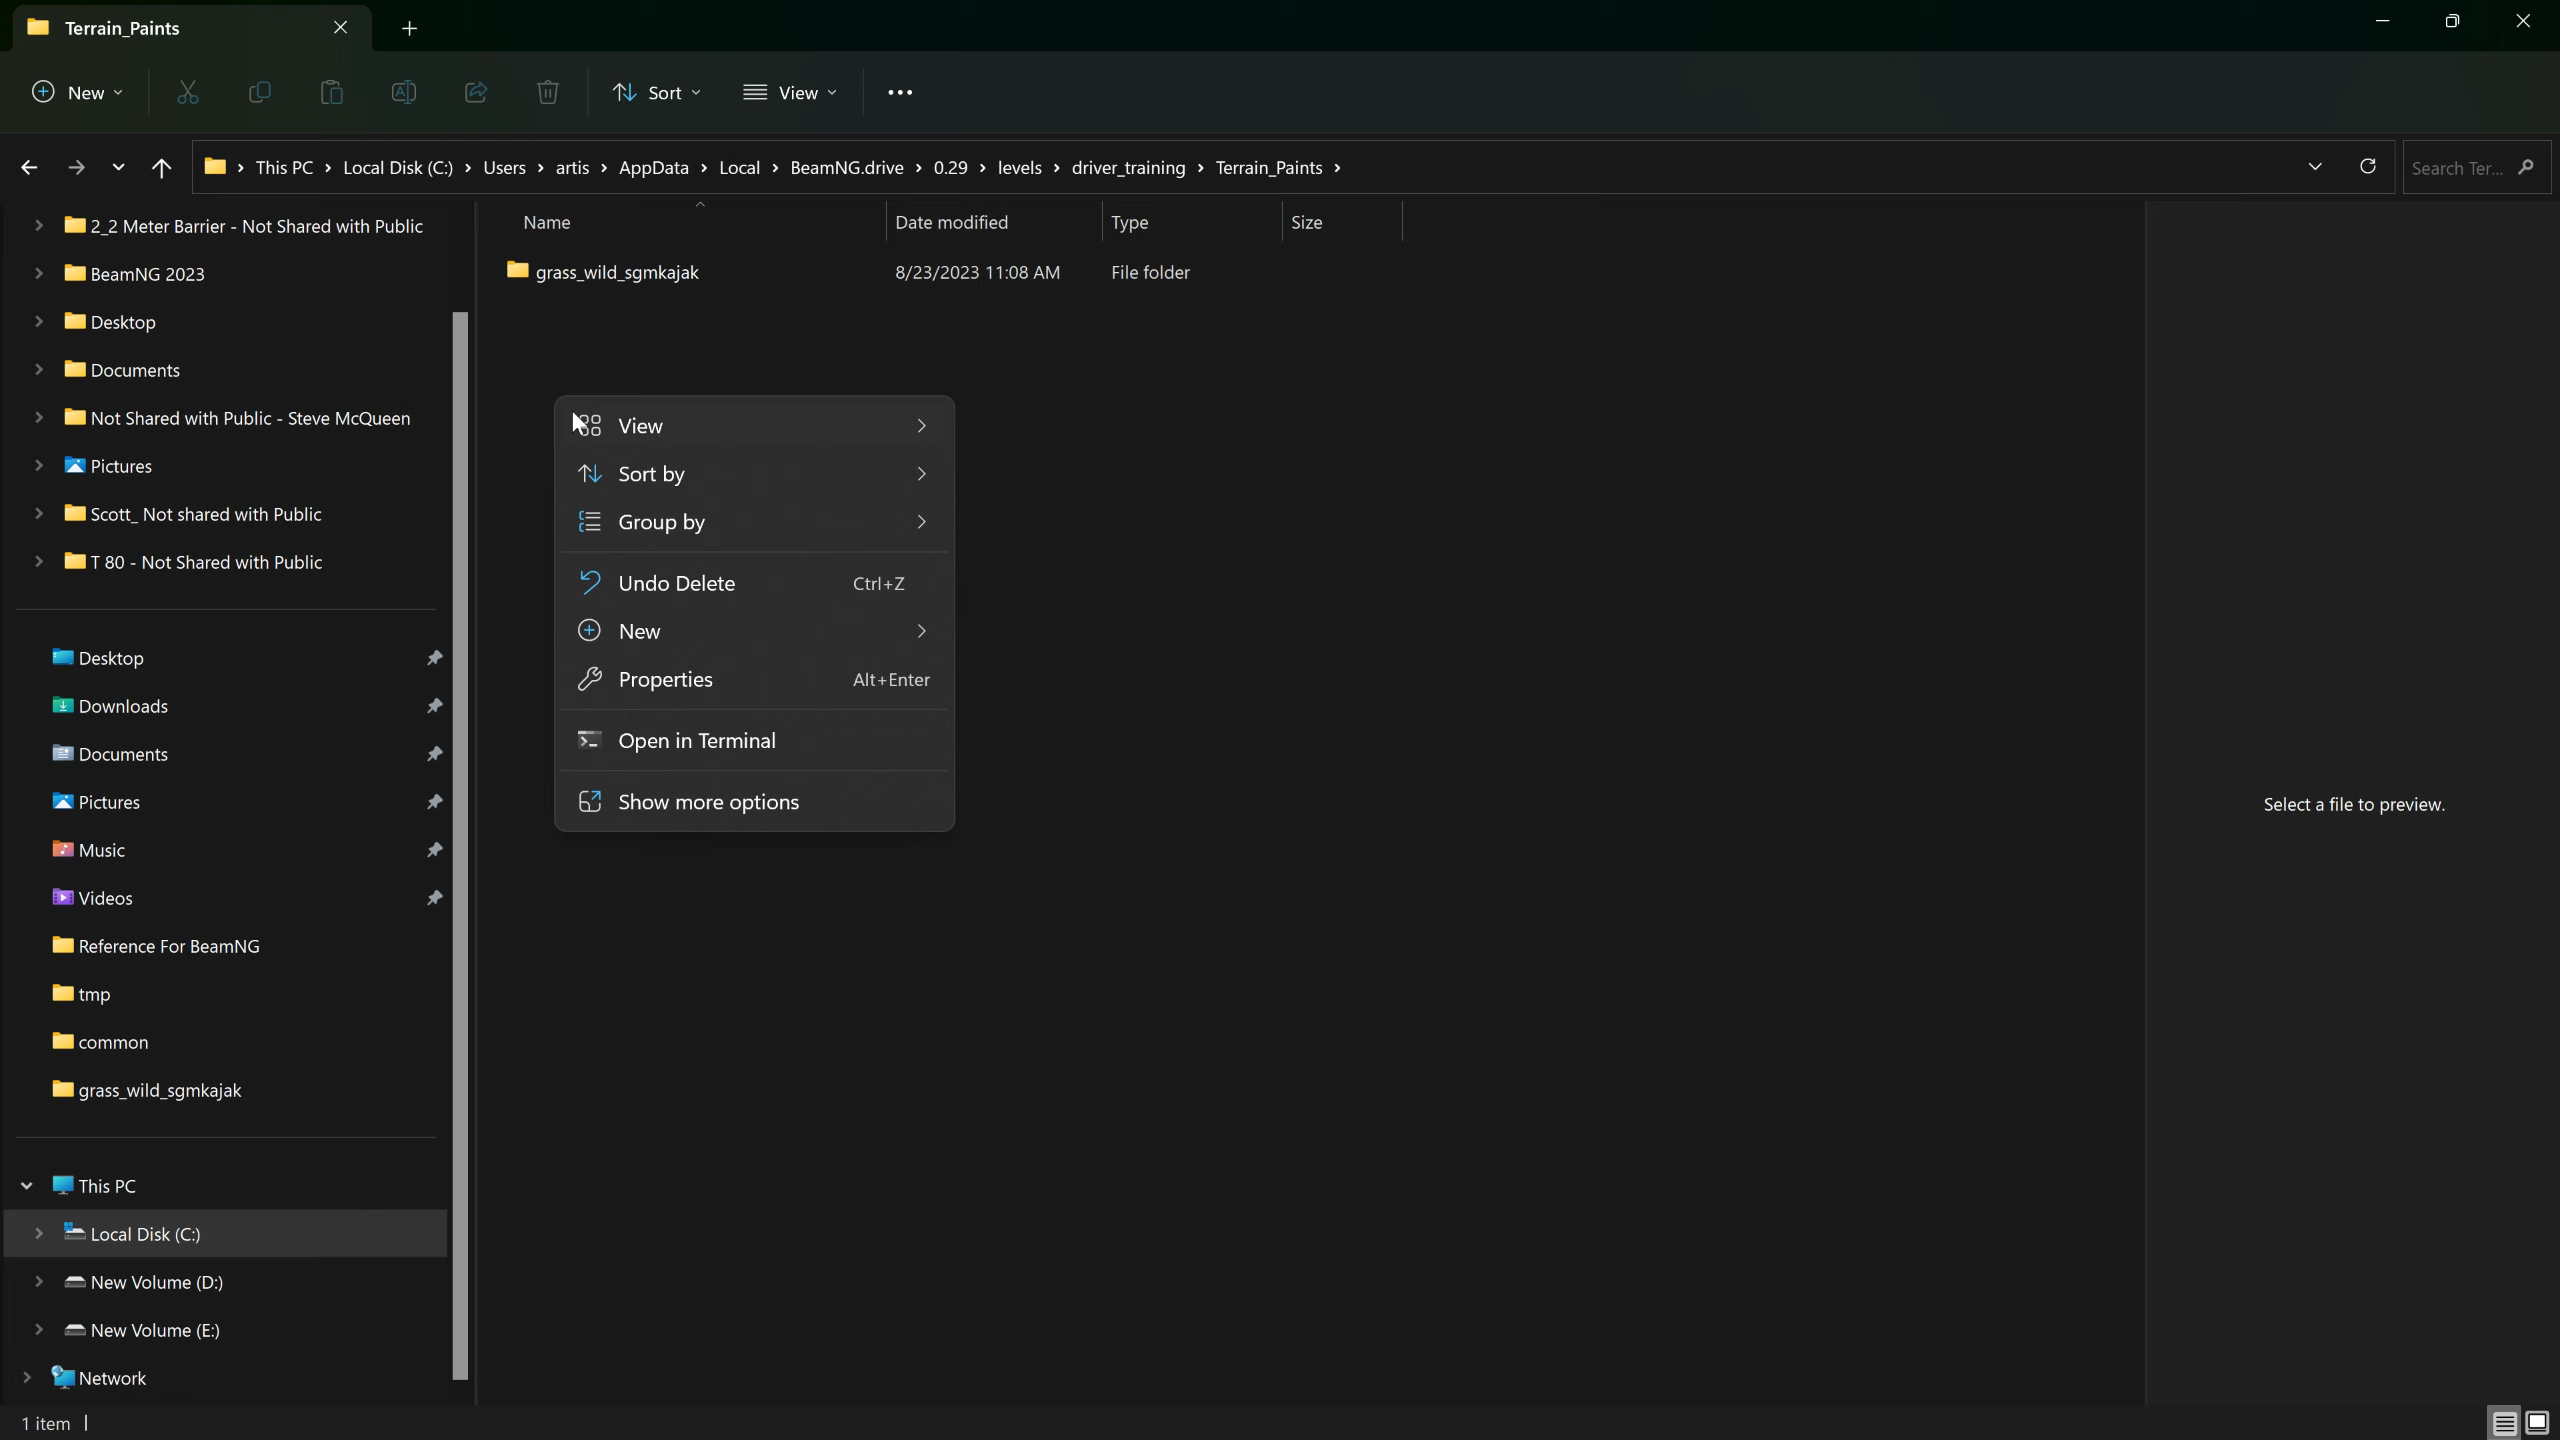 Terrain_Paints
New
Sort
View
This PC Local Disk (C:) Users artis AppData Local BeamNG.drive 0.29 levels driver_training Terrain_Paints
Search Ter...
2_2 Meter Barrier - Not Shared with Public
BeamNG 2023
Desktop
Documents
Not Shared with Public - Steve McQueen
Pictures
Scott_ Not shared with Public
T 80 - Not Shared with Public
Desktop
Downloads
Documents
Pictures
Music
Videos
Reference For BeamNG
tmp
common
grass_wild_sgmkajak
This PC
Local Disk (C:)
New Volume (D:)
New Volume (E:)
Network
Name Date modified Type Size
grass_wild_sgmkajak 8/23/2023 11:08 AM File folder
View
Sort by
Group by
Undo Delete Ctrl+Z
New
Properties Alt+Enter
Open in Terminal
Show more options
Select a file to preview.
1 item